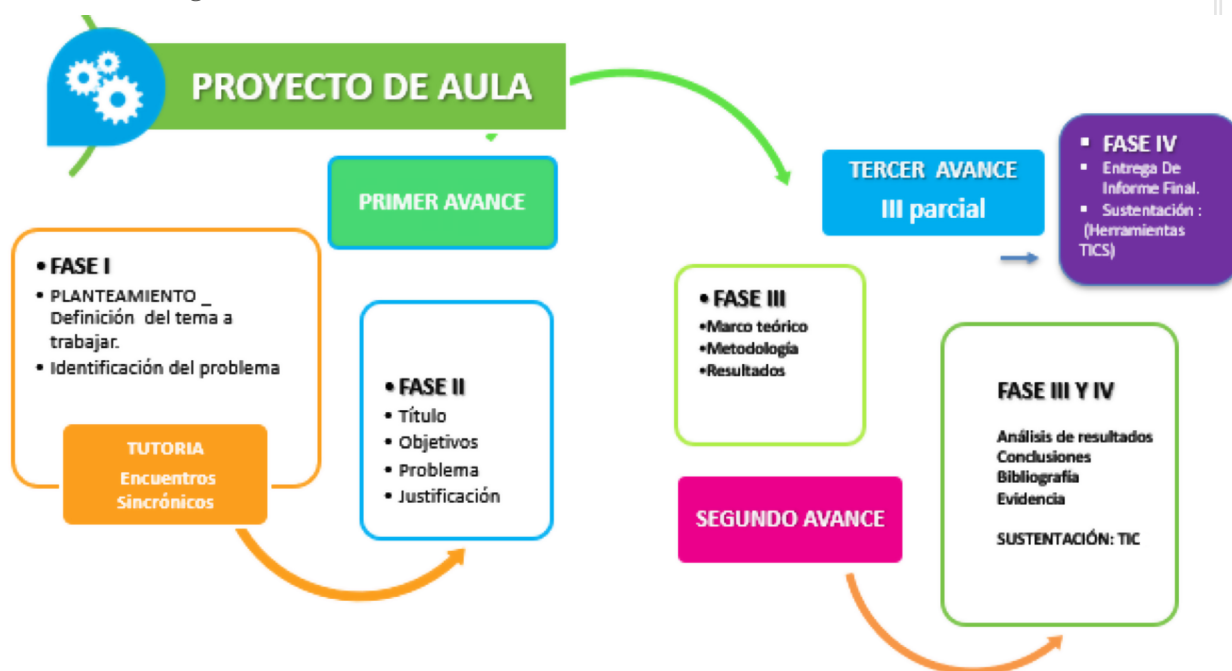 PROYECTO DE AULA
PRIMER AVANCE
• FASE I
• PLANTEAMIENTO _
Definición del tema a
trabajar.
• Identificación del problema
TUTORIA
Encuentros
Sincrónicos
• FASE II
• Título
• Objetivos
• Problema
• Justificación
TERCER AVANCE
III parcial
▪ FASE IV
▪ Entrega De
Informe Final.
▪ Sustentación :
(Herramientas
TICS)
• FASE III
•Marco teórico
•Metodología
•Resultados
SEGUNDO AVANCE
FASE III Y IV
Análisis de resultados
Conclusiones
Bibliografía
Evidencia
SUSTENTACIÓN: TIC